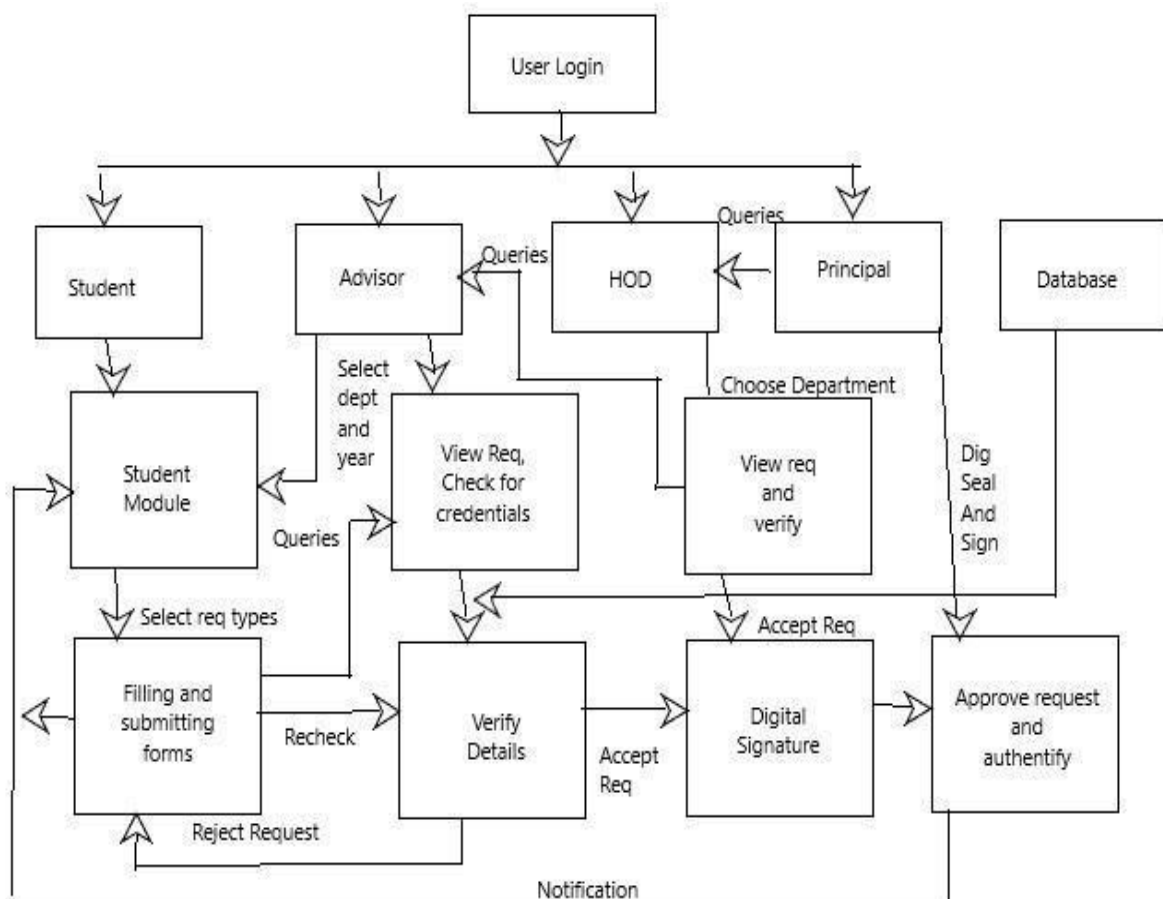 User Login
Queries
Queries
Student
Advisor
HOD
Principal
Database
Select
dept
and
year
Choose Department
Student
Module
View Req,
Check for
credentials
View req
and
verify
Dig
Seal
And
Sign
Queries
Select req types
Accept Req
Filling and
submitting
forms
Recheck
Verify
Details
Accept
Req
Digital
Signature
Approve request
and
authentify
Reject Request
Notification